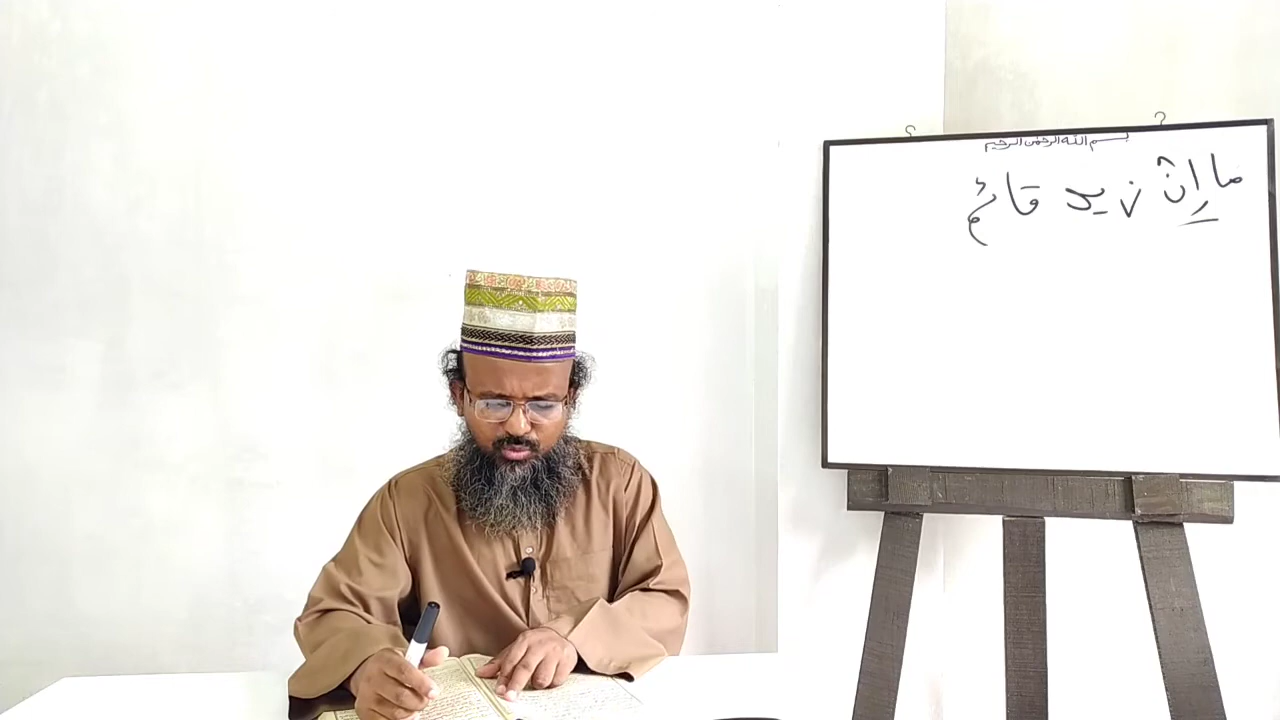 بسم الله الرحمن الرحيم
ما إنْ زيد قائم